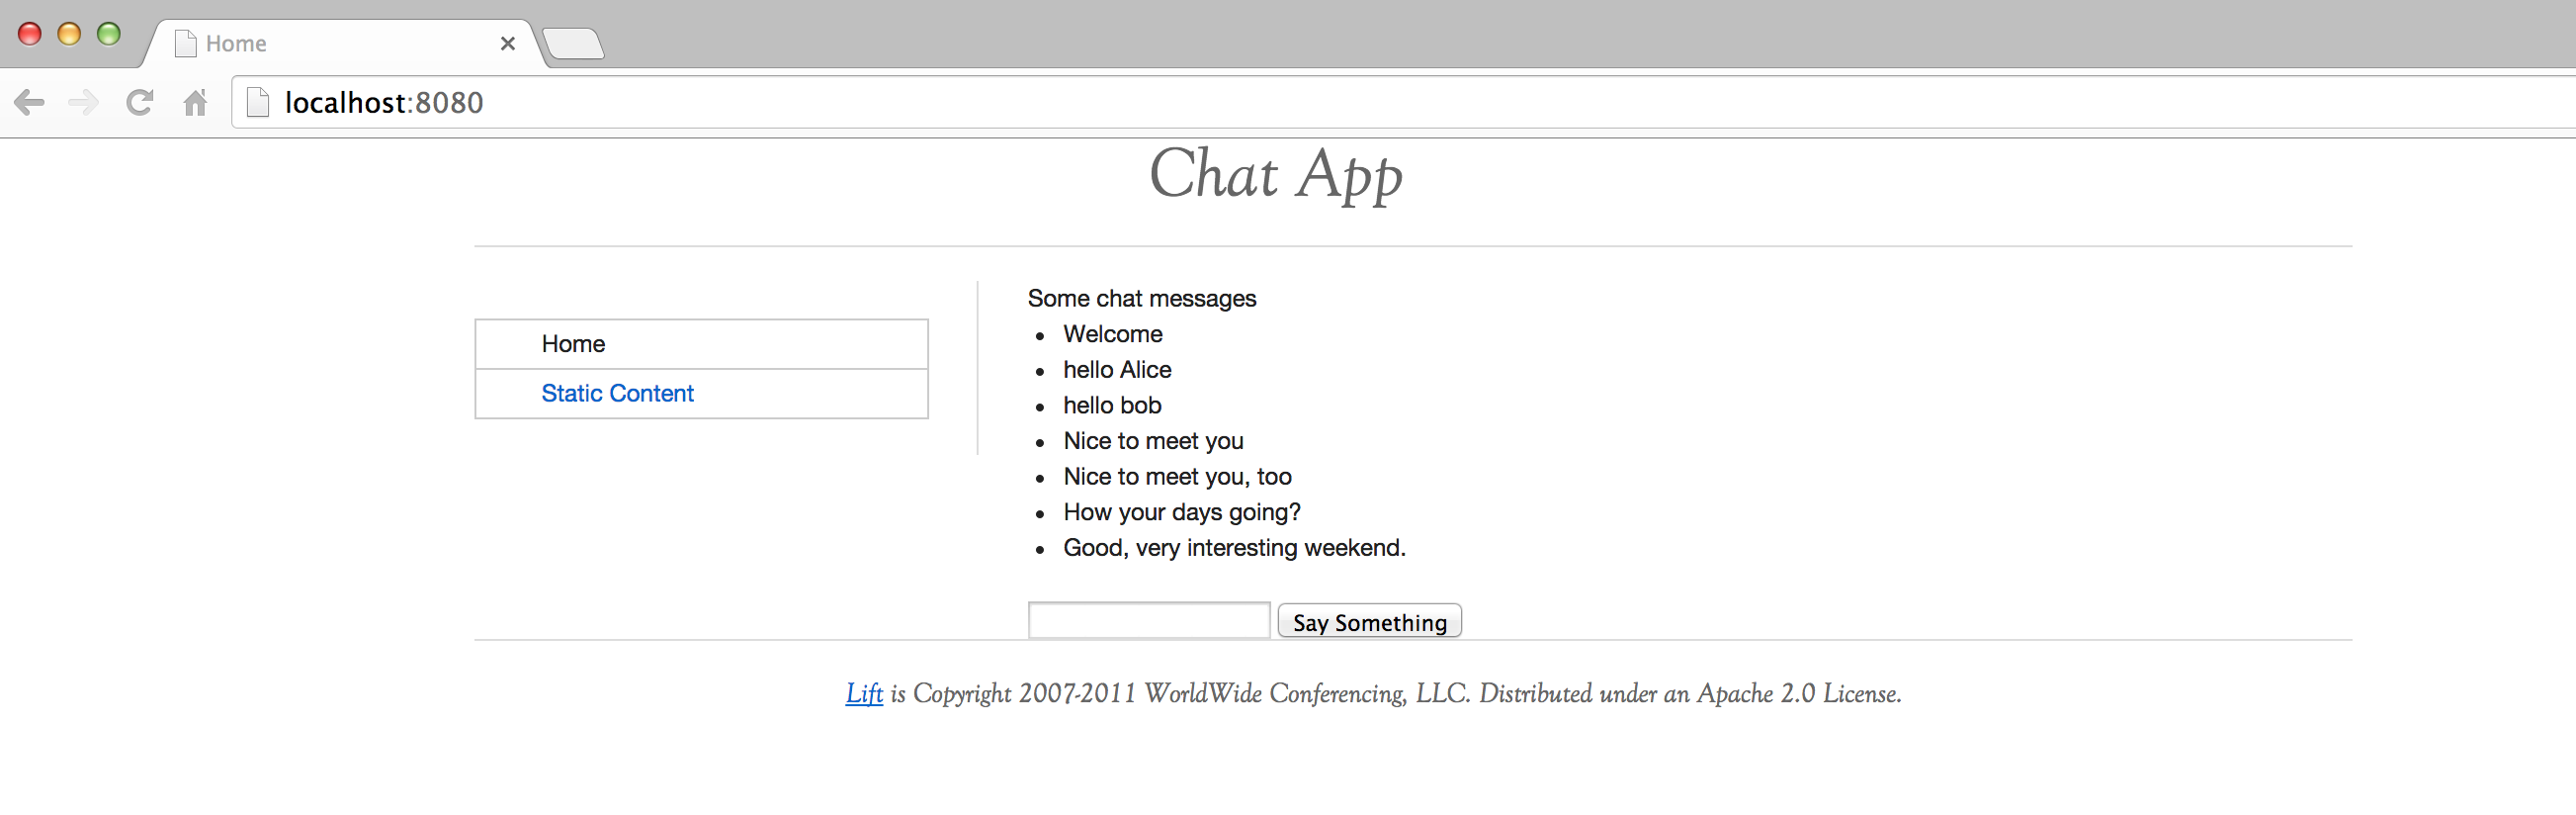 Home
localhost:8080
Chat App
Home
Static Content
Some chat messages
Welcome
hello Alice
hello bob
Nice to meet you
Nice to meet you, too
How your days going?
Good, very interesting weekend.
Say Something
Lift is Copyright 2007-2011 WorldWide Conferencing, LLC. Distributed under an Apache 2.0 License.